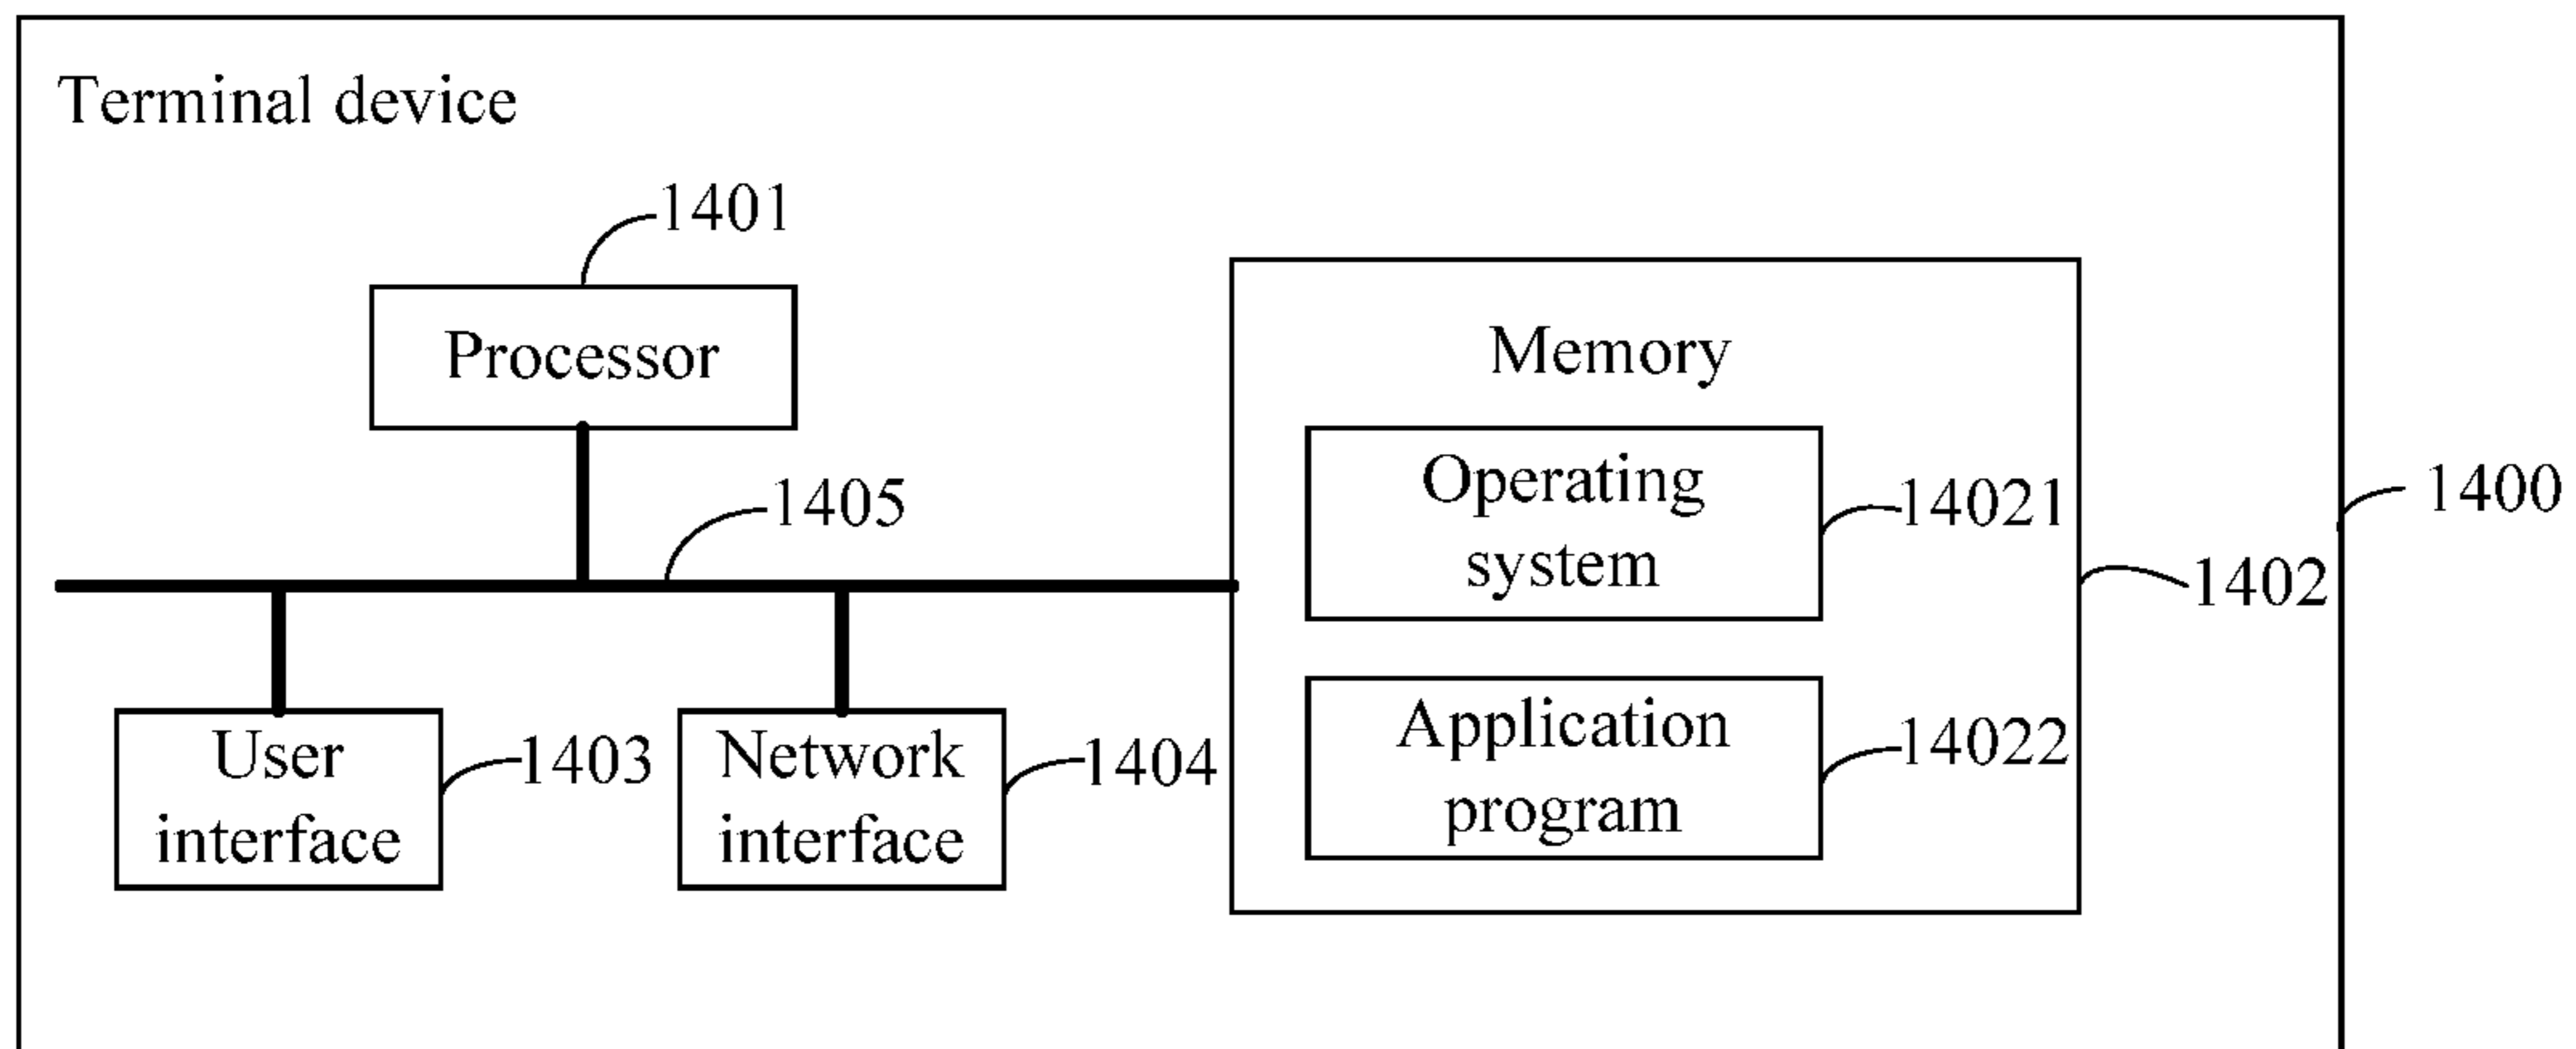 Terminal device
1401
Processor
Memory
1405
Operating
system
14021
1400
1402
User
interface
1403
Network
interface
1404
Application
program
14022